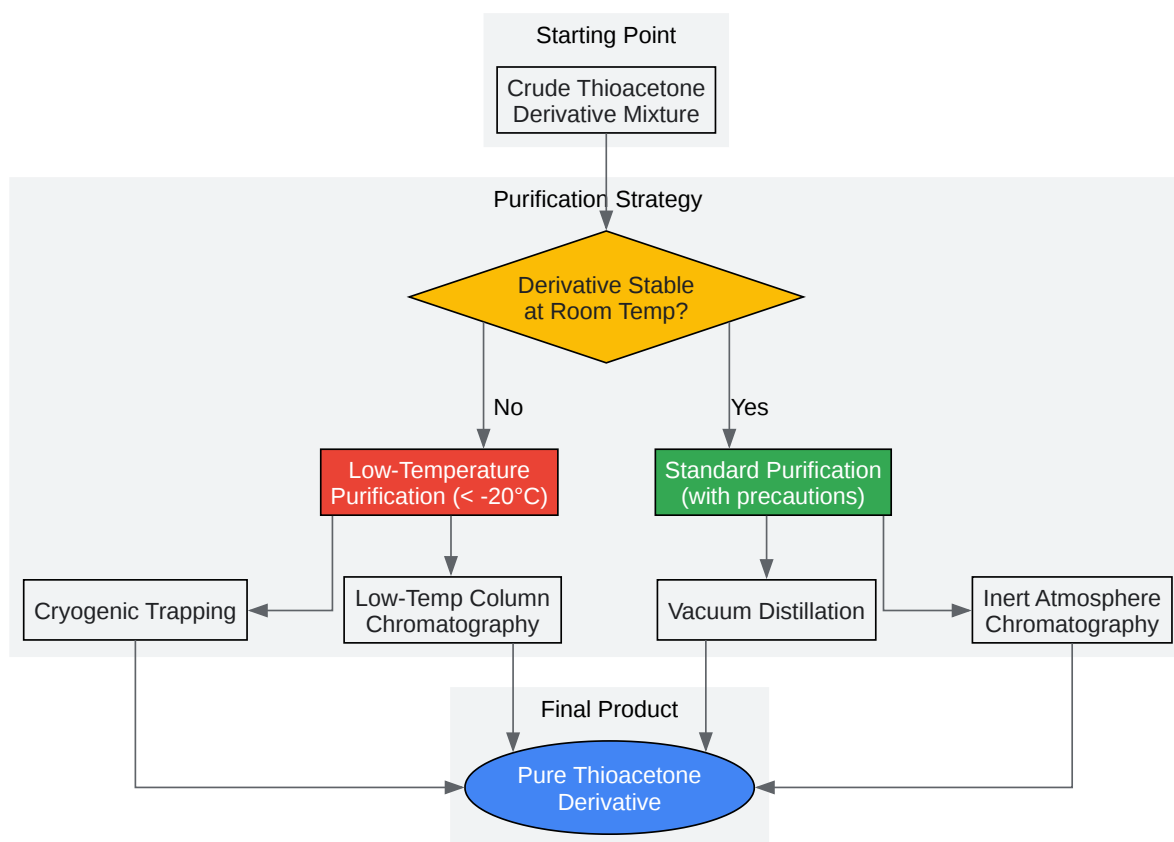 Starting Point
Crude Thioacetone
Derivative Mixture
Purification Strategy
Derivative Stable
at Room Temp?
No
Yes
Low-Temperature
Purification (< -20°C)
Standard Purification
(with precautions)
Cryogenic Trapping
Low-Temp Column
Chromatography
Vacuum Distillation
Inert Atmosphere
Chromatography
Final Product
Pure Thioacetone
Derivative